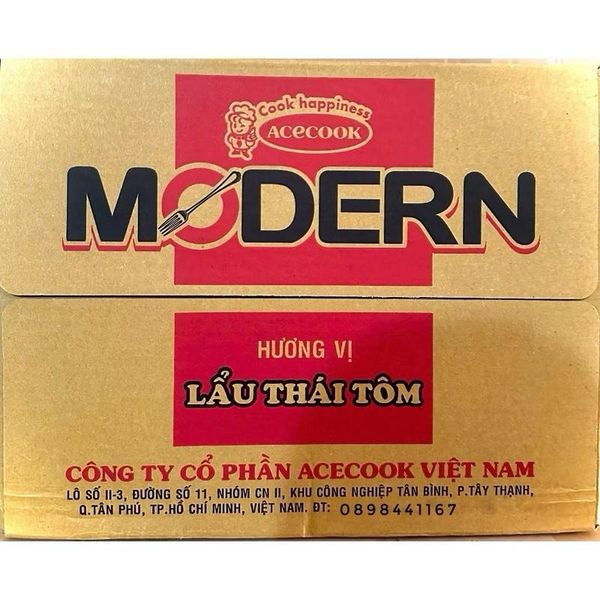 Cook happiness
ACECOOK
MODERN
HƯƠNG VỊ
LẨU THÁI TÔM
CÔNG TY CỔ PHẦN ACECOOK VIỆT NAM
LÔ SỐ II-3, ĐƯỜNG SỐ 11, NHÓM CN II, KHU CÔNG NGHIỆP TÂN BÌNH, P.TÂY THẠNH,
Q.TÂN PHÚ, TP.HỒ CHÍ MINH, VIỆT NAM. ĐT: 0898441167